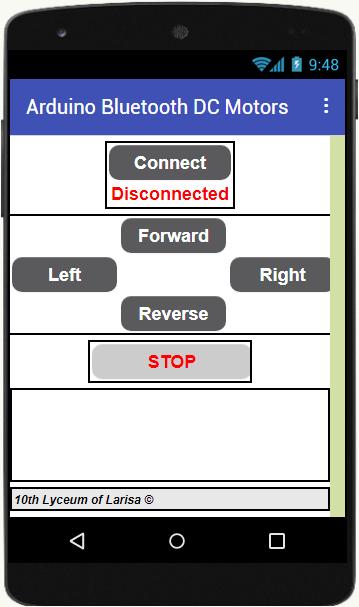 9:48
Arduino Bluetooth DC Motors
Connect
Disconnected
Forward
Left Right
Reverse
STOP
10th Lyceum of Larisa ©